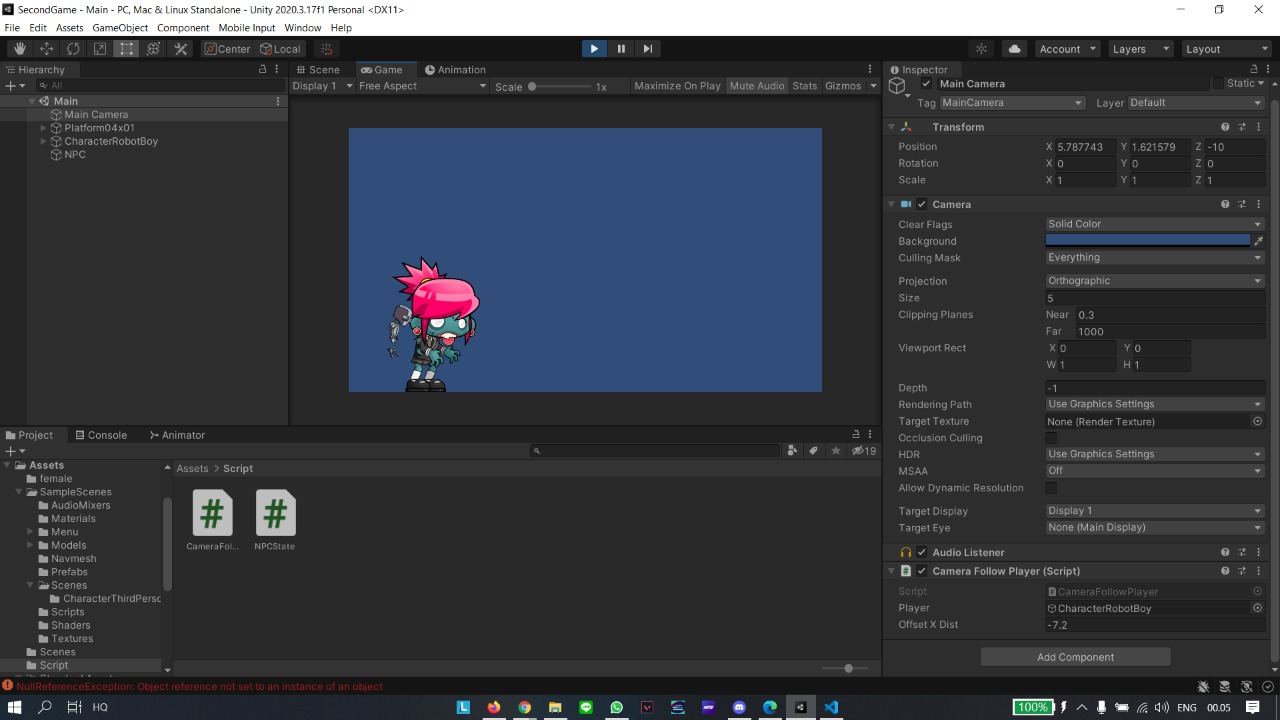 SecondGame - Main - PC, Mac & Linux Standalone - Unity 2020.3.17f1 Personal <DX11>
File Edit Assets GameObject Component Mobile Input Window Help
Center Local Account Layers Layout
Hierarchy Scene Game Animation Inspector
All Display 1 Free Aspect Scale 1x Maximize On Play Mute Audio Stats Gizmos
Main
Main Camera
Platform04x01
CharacterRobotBoy
NPC
Main Camera Static
Tag MainCamera Layer Default
Transform
Position X 5.787743 Y 1.621579 Z -10
Rotation X 0 Y 0 Z 0
Scale X 1 Y 1 Z 1
Camera
Clear Flags Solid Color
Background
Culling Mask Everything
Projection Orthographic
Size 5
Clipping Planes Near 0.3
Far 1000
Viewport Rect X 0 Y 0
W 1 H 1
Depth -1
Rendering Path Use Graphics Settings
Target Texture None (Render Texture)
Occlusion Culling
HDR Use Graphics Settings
MSAA Off
Allow Dynamic Resolution
Target Display Display 1
Target Eye None (Main Display)
Audio Listener
Camera Follow Player (Script)
Script CameraFollowPlayer
Player CharacterRobotBoy
Offset X Dist -7.2
Add Component
Project Console Animator
19
Assets
female
SampleScenes
AudioMixers
Materials
Menu
Models
Navmesh
Prefabs
Scenes
CharacterThirdPerso
Scripts
Shaders
Textures
Scenes
Script
Assets > Script
CameraFol... NPCState
NullReferenceException: Object reference not set to an instance of an object
HQ 100% ENG 00.05